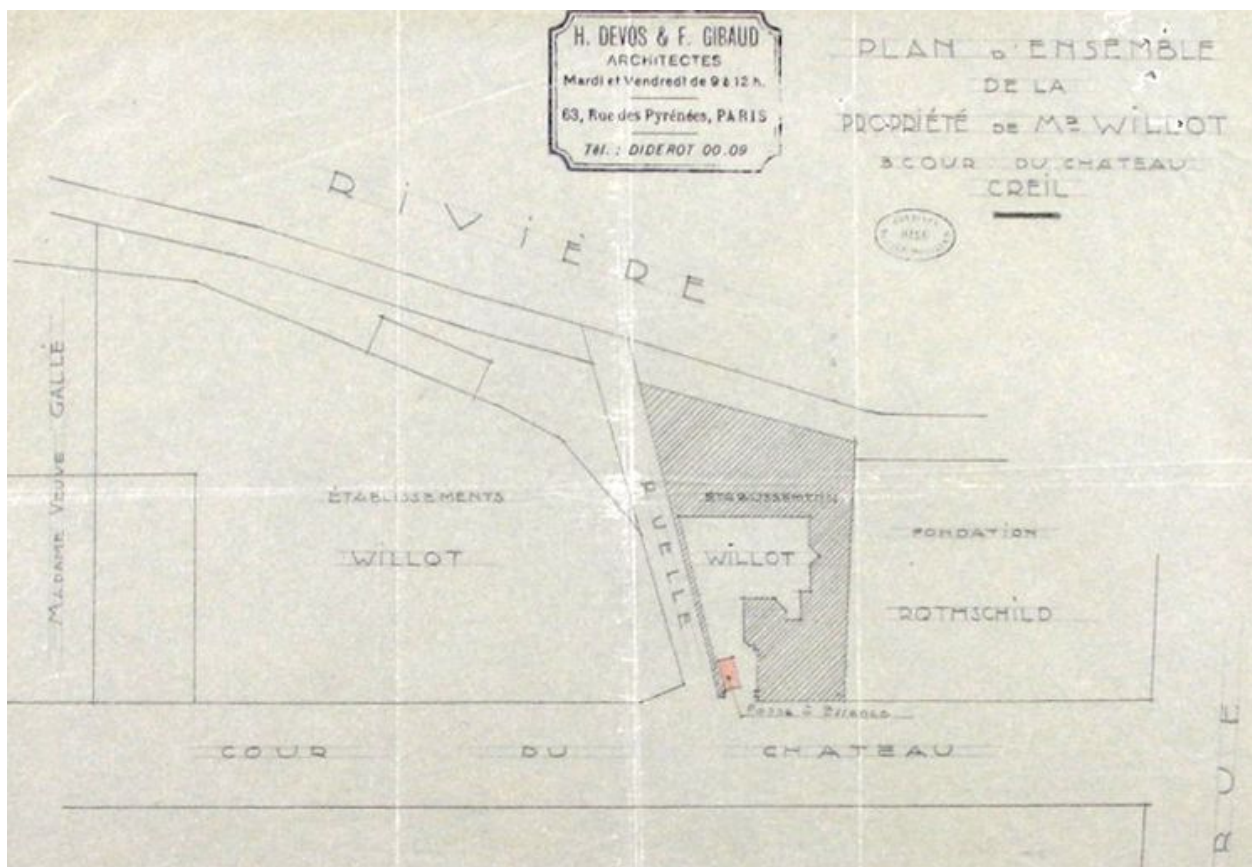 H. DEVOS & F. GIBAUD
ARCHITECTES
Mardi et Vendredi de 9 à 12 h.
63, Rue des Pyrénées, PARIS
Tél. : DIDEROT 00.09
PLAN D'ENSEMBLE
DE LA
PROPRIÉTÉ DE MR WILLOT
3 COUR DU CHATEAU
CREIL
RIVIÉRE
MADAME VEUVE GALLÉ
ÉTABLISSEMENTS
WILLOT
RUELLE
WILLOT
FONDATION
ROTHSCHILD
Fosse à Essence
COUR DU CHATEAU
RUE